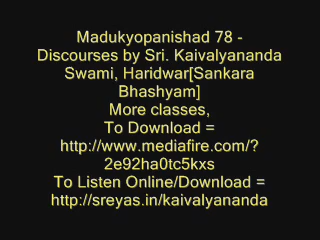 Madukyopanishad 78 -
Discourses by Sri. Kaivalyananda
Swami, Haridwar[Sankara
Bhashyam]
More classes,
To Download =
http://www.mediafire.com/?
2e92ha0tc5kxs
To Listen Online/Download =
http://sreyas.in/kaivalyananda